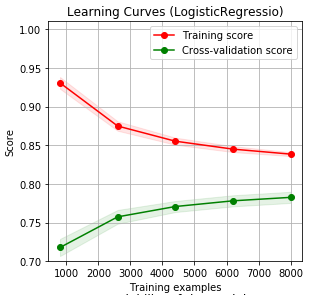 Learning Curves (LogisticRegressio)
Training score
Cross-validation score
1.00
0.95
0.90
0.85
0.80
0.75
0.70
Score
1000 2000 3000 4000 5000 6000 7000 8000
Training examples